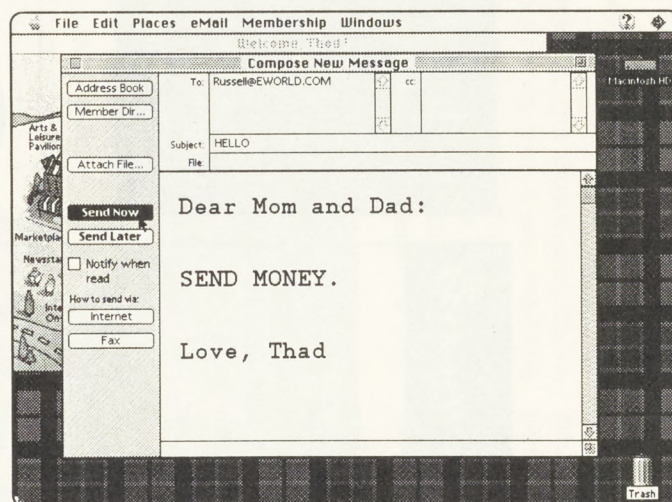 File Edit Places eMail Membership Windows
Welcome Thad!
Compose New Message
Macintosh HD
Address Book
Member Dir...
Attach File...
Send Now
Send Later
Notify when
read
How to send via:
Internet
Fax
To: Russell@EWORLD.COM
cc:
Subject: HELLO
File:
Dear Mom and Dad:
SEND MONEY.
Love, Thad
Arts &
Leisure
Pavilion
Newsstand
Trash